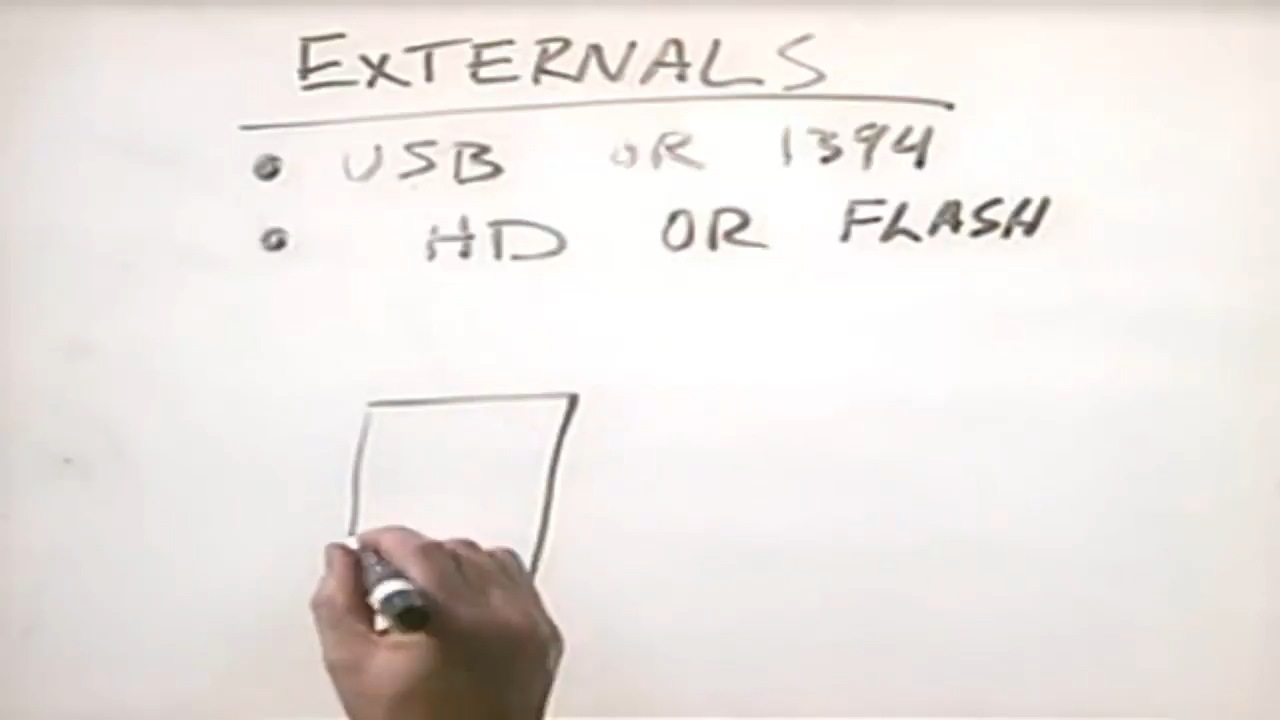 EXTERNALS
• USB OR 1394
• HD OR FLASH